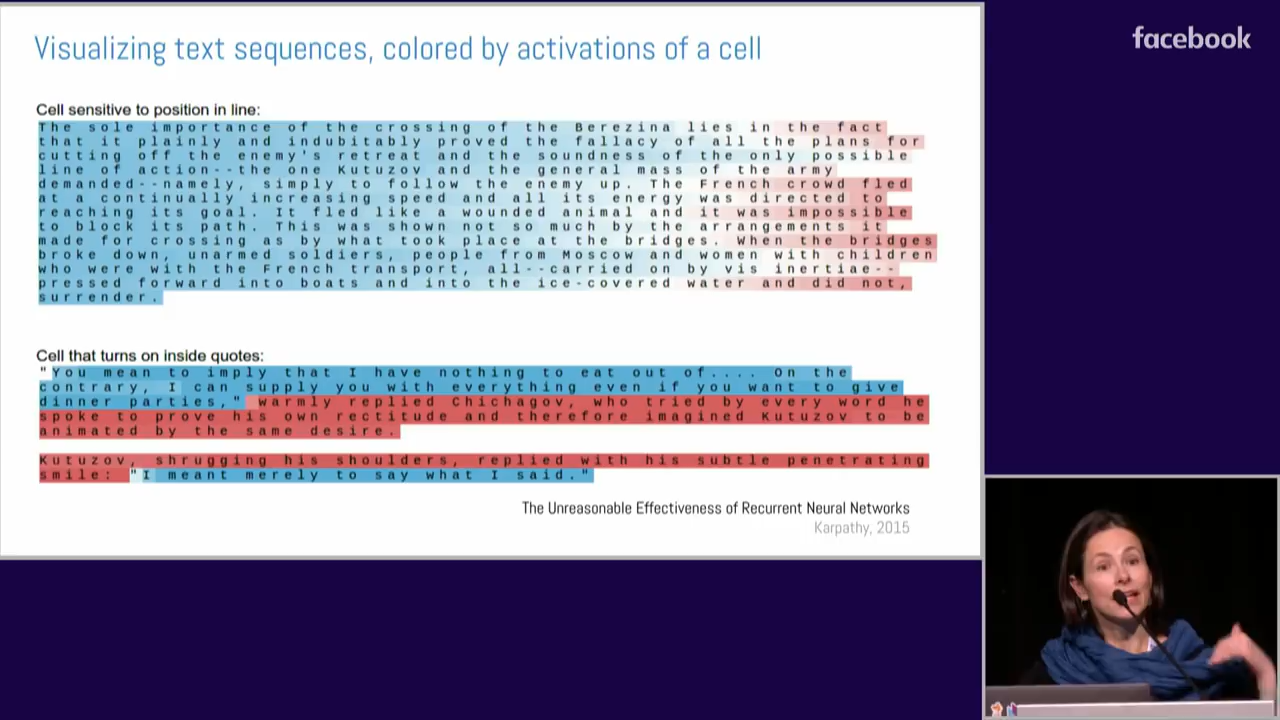 Visualizing text sequences, colored by activations of a cell
facebook
Cell sensitive to position in line:
The sole importance of the crossing of the Berezina lies in the fact
that it plainly and indubitably proved the fallacy of all the plans for
cutting off the enemy's retreat and the soundness of the only possible
line of action--the one Kutuzov and the general mass of the army
demanded--namely, simply to follow the enemy up. The French crowd fled
at a continually increasing speed and all its energy was directed to
reaching its goal. It fled like a wounded animal and it was impossible
to block its path. This was shown not so much by the arrangements it
made for crossing as by what took place at the bridges. When the bridges
broke down, unarmed soldiers, people from Moscow and women with children
who were with the French transport, all--carried on by vis inertiae--
pressed forward into boats and into the ice-covered water and did not,
surrender.
Cell that turns on inside quotes:
"You mean to imply that I have nothing to eat out of.... On the
contrary, I can supply you with everything even if you want to give
dinner parties," warmly replied Chichagov, who tried by every word he
spoke to prove his own rectitude and therefore imagined Kutuzov to be
animated by the same desire.
Kutuzov, shrugging his shoulders, replied with his subtle penetrating
smile: "I meant merely to say what I said."
The Unreasonable Effectiveness of Recurrent Neural Networks
Karpathy, 2015